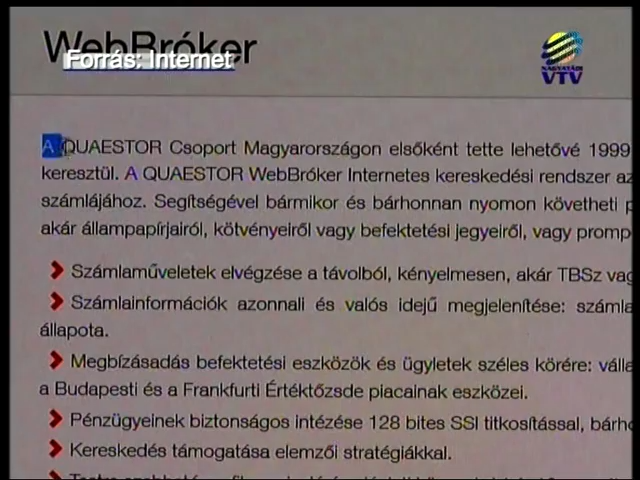 WebBróker
Forrás: Internet
NAGYATÁDI
VTV
A QUAESTOR Csoport Magyarországon elsőként tette lehetővé 1999
keresztül. A QUAESTOR WebBróker Internetes kereskedési rendszer az
számlájához. Segítségével bármikor és bárhonnan nyomon követheti
akár állampapírjairól, kötvényeiről vagy befektetési jegyeiről, vagy promp
Számlaműveletek elvégzése a távolból, kényelmesen, akár TBSz vag
Számlainformációk azonnali és valós idejű megjelenítése: számla
állapota.
Megbízásadás befektetési eszközök és ügyletek széles körére: válla
a Budapesti és a Frankfurti Értéktőzsde piacainak eszközei.
Pénzügyeinek biztonságos intézése 128 bites SSl titkosítással, bárho
Kereskedés támogatása elemzői stratégiákkal.